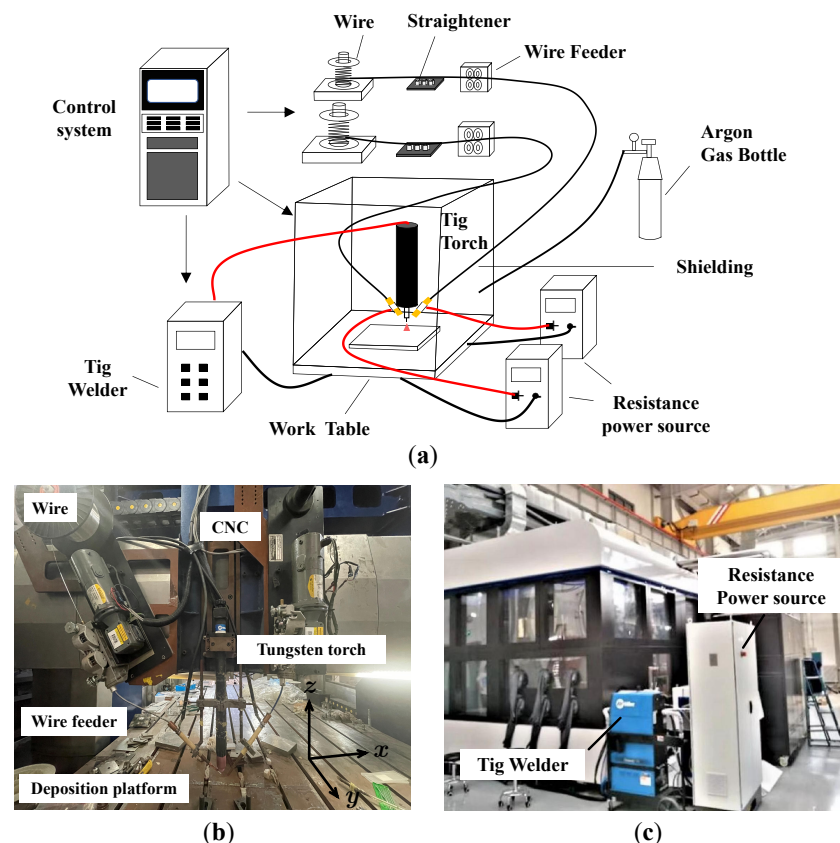 Wire
Straightener
Wire Feeder
Control
system
Argon
Gas Bottle
Tig
Torch
Shielding
Tig
Welder
Work Table
Resistance
power source
(a)
Wire
CNC
Tungsten torch
z
x
y
Wire feeder
Deposition platform
(b)
Resistance
Power source
Tig Welder
(c)